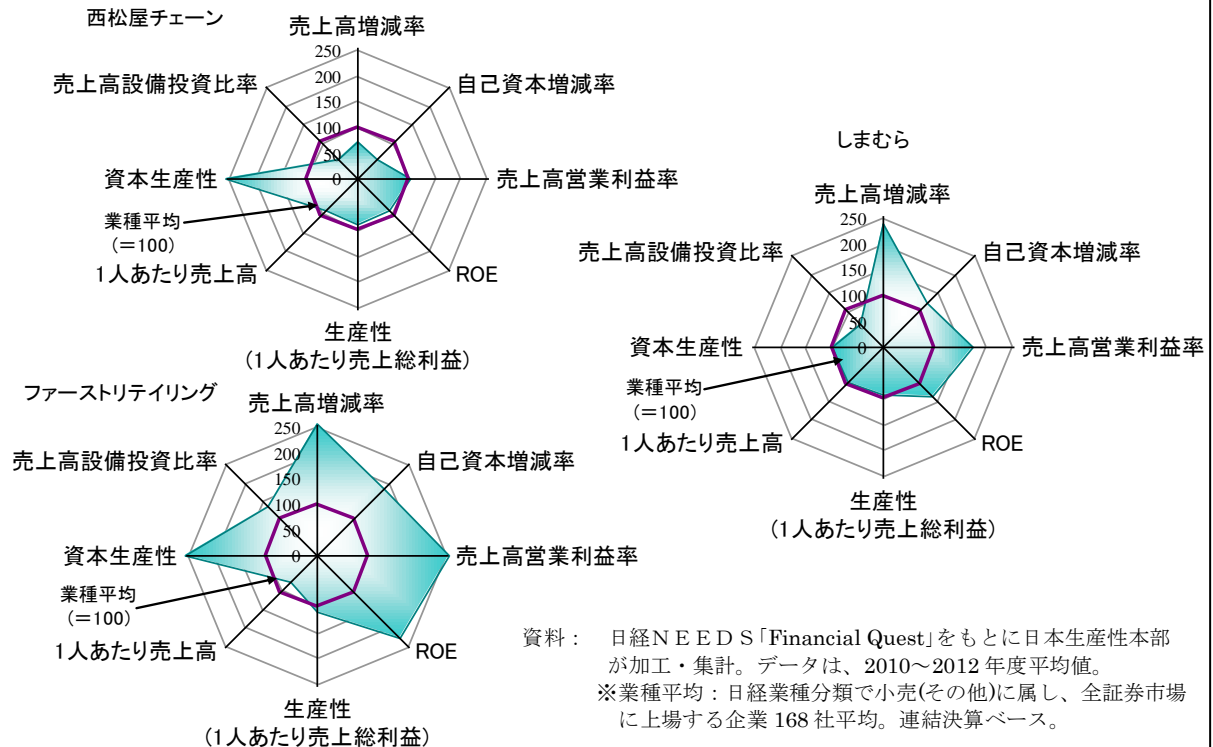 西松屋チェーン
売上高増減率
売上高設備投資比率
自己資本増減率
250
200
150
100
50
0
資本生産性
売上高営業利益率
業種平均
(＝100)
1人あたり売上高
ROE
生産性
(1人あたり売上総利益)
しまむら
売上高増減率
売上高設備投資比率
自己資本増減率
250
200
150
100
50
0
資本生産性
売上高営業利益率
業種平均
(＝100)
1人あたり売上高
ROE
生産性
(1人あたり売上総利益)
ファーストリテイリング
売上高増減率
売上高設備投資比率
自己資本増減率
250
200
150
100
50
0
資本生産性
売上高営業利益率
業種平均
(＝100)
1人あたり売上高
ROE
生産性
(1人あたり売上総利益)
資料： 日経ＮＥＥＤＳ「Financial Quest」をもとに日本生産性本部
が加工・集計。データは、2010～2012 年度平均値。
※業種平均：日経業種分類で小売(その他)に属し、全証券市場
に上場する企業 168 社平均。連結決算ベース。